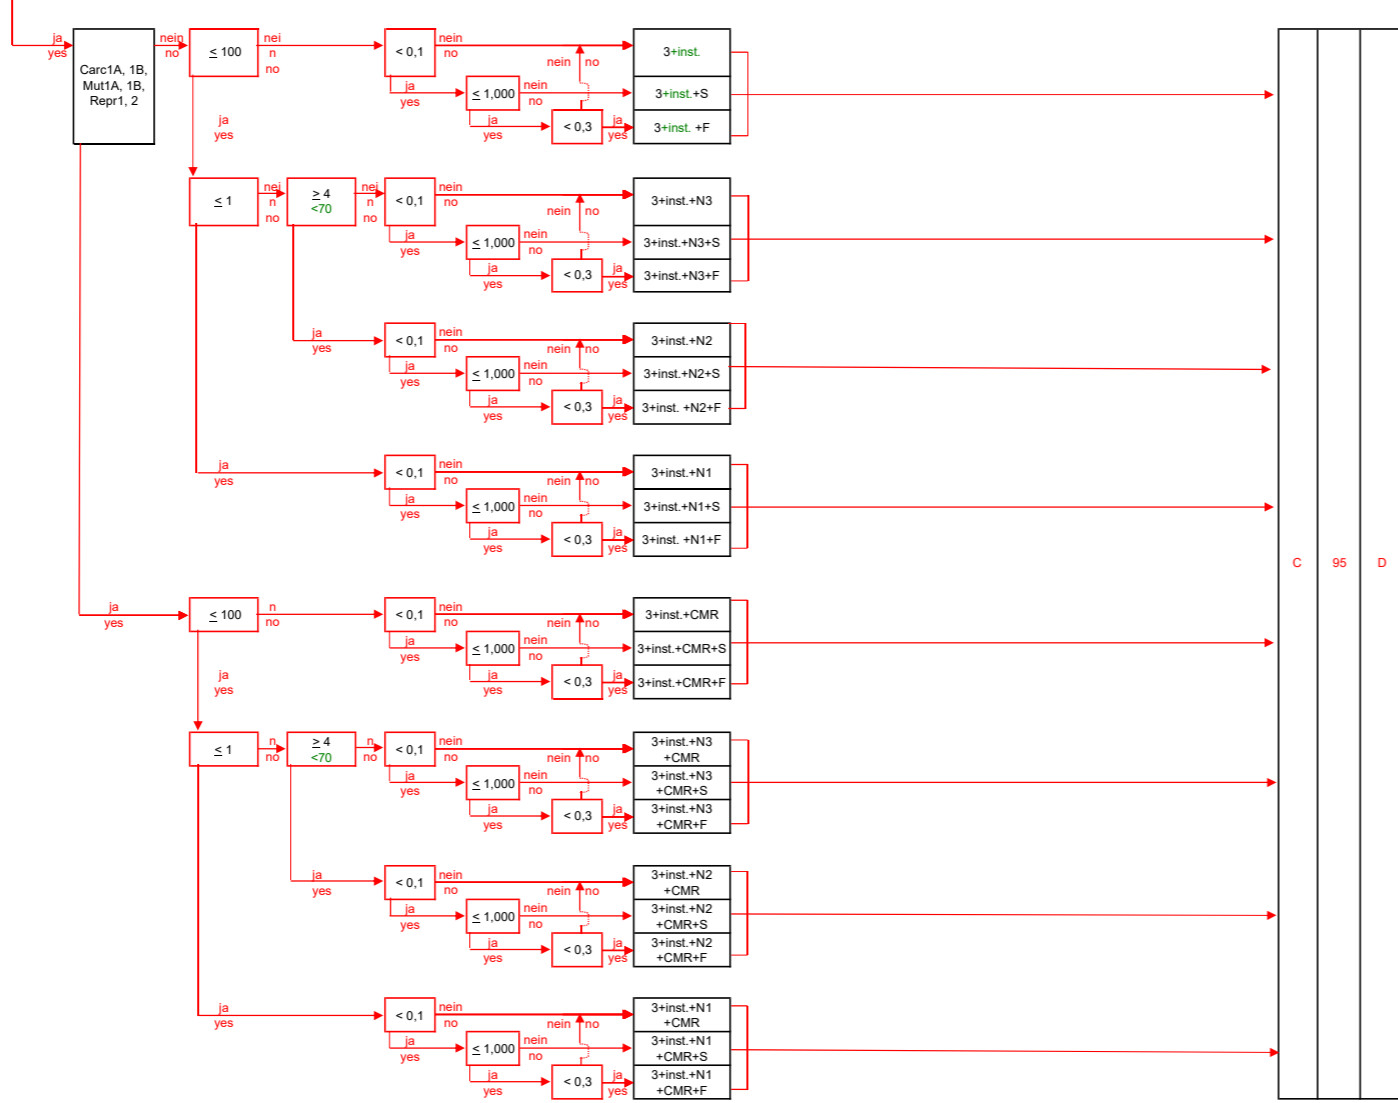 ja
yes
Carc1A, 1B,
Mut1A, 1B,
Repr1, 2
nein
no
≤ 100
nei
n
no
< 0,1
nein
no
nein no
3+inst.
ja
yes
≤ 1,000
nein
no
3+inst.+S
ja
yes
< 0,3
ja
yes
3+inst. +F
ja
yes
≤ 1
nei
n
no
≥ 4
<70
nei
n
no
< 0,1
nein
no
nein no
3+inst.+N3
ja
yes
≤ 1,000
nein
no
3+inst.+N3+S
ja
yes
< 0,3
ja
yes
3+inst.+N3+F
ja
yes
< 0,1
nein
no
nein no
3+inst.+N2
ja
yes
≤ 1,000
nein
no
3+inst.+N2+S
ja
yes
< 0,3
ja
yes
3+inst. +N2+F
ja
yes
< 0,1
nein
no
nein no
3+inst.+N1
ja
yes
≤ 1,000
nein
no
3+inst.+N1+S
ja
yes
< 0,3
ja
yes
3+inst. +N1+F
C
95
D
ja
yes
≤ 100
n
no
< 0,1
nein
no
nein no
3+inst.+CMR
ja
yes
≤ 1,000
nein
no
3+inst.+CMR+S
ja
yes
< 0,3
ja
yes
3+inst.+CMR+F
ja
yes
≤ 1
n
no
≥ 4
<70
n
no
< 0,1
nein
no
nein no
3+inst.+N3
+CMR
ja
yes
≤ 1,000
nein
no
3+inst.+N3
+CMR+S
ja
yes
< 0,3
ja
yes
3+inst.+N3
+CMR+F
ja
yes
< 0,1
nein
no
nein no
3+inst.+N2
+CMR
ja
yes
≤ 1,000
nein
no
3+inst.+N2
+CMR+S
ja
yes
< 0,3
ja
yes
3+inst.+N2
+CMR+F
ja
yes
< 0,1
nein
no
nein no
3+inst.+N1
+CMR
ja
yes
≤ 1,000
nein
no
3+inst.+N1
+CMR+S
ja
yes
< 0,3
ja
yes
3+inst.+N1
+CMR+F